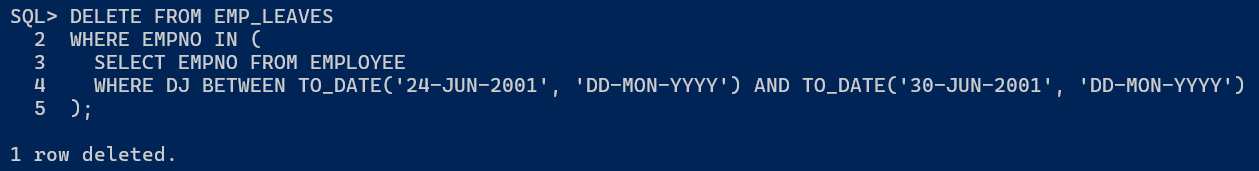 SQL> DELETE FROM EMP_LEAVES
  2  WHERE EMPNO IN (
  3    SELECT EMPNO FROM EMPLOYEE
  4    WHERE DJ BETWEEN TO_DATE('24-JUN-2001', 'DD-MON-YYYY') AND TO_DATE('30-JUN-2001', 'DD-MON-YYYY')
  5  );
1 row deleted.